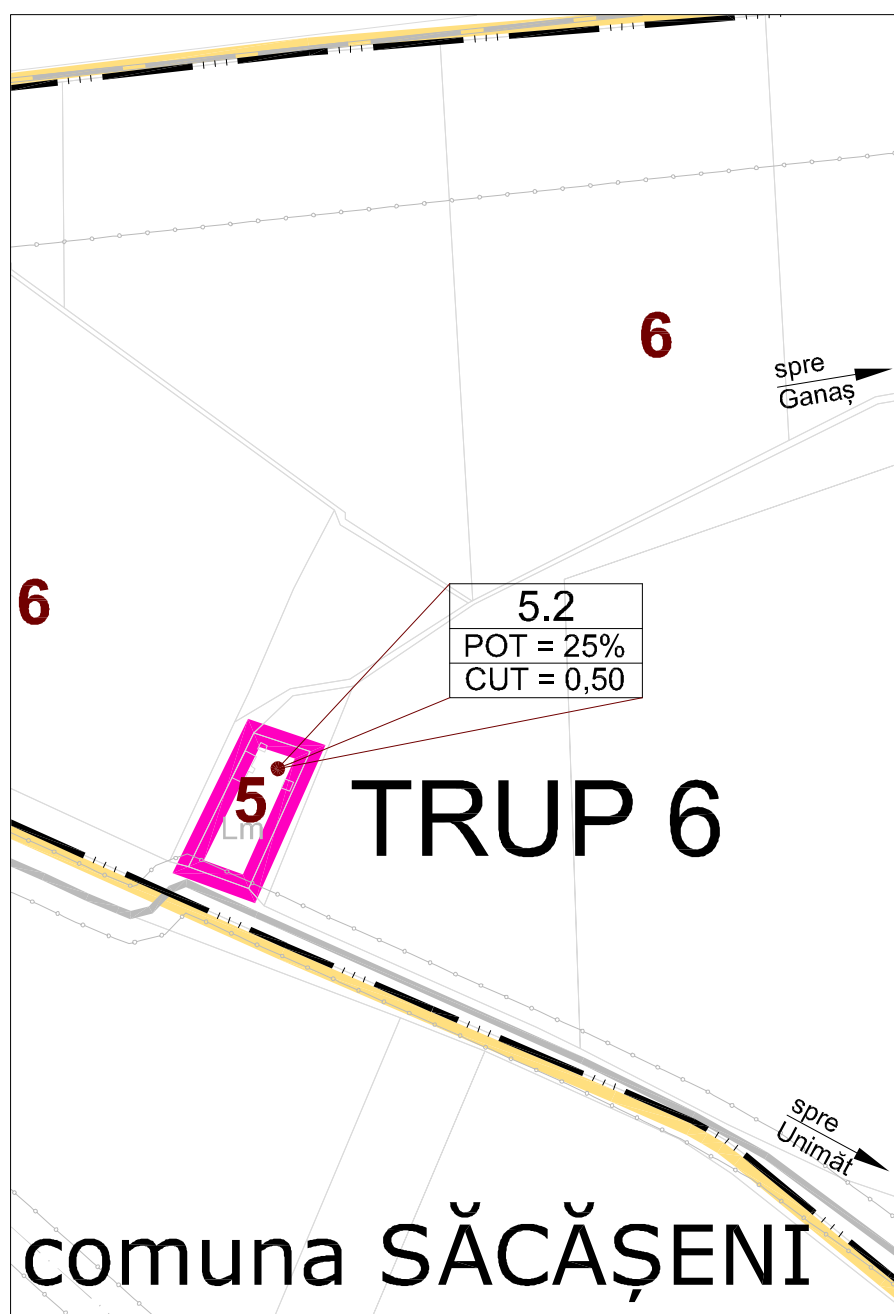 6
spre
Ganaș
6
5.2
POT = 25%
CUT = 0,50
5
Lm
TRUP 6
spre
Unimăt
comuna SĂCĂȘENI